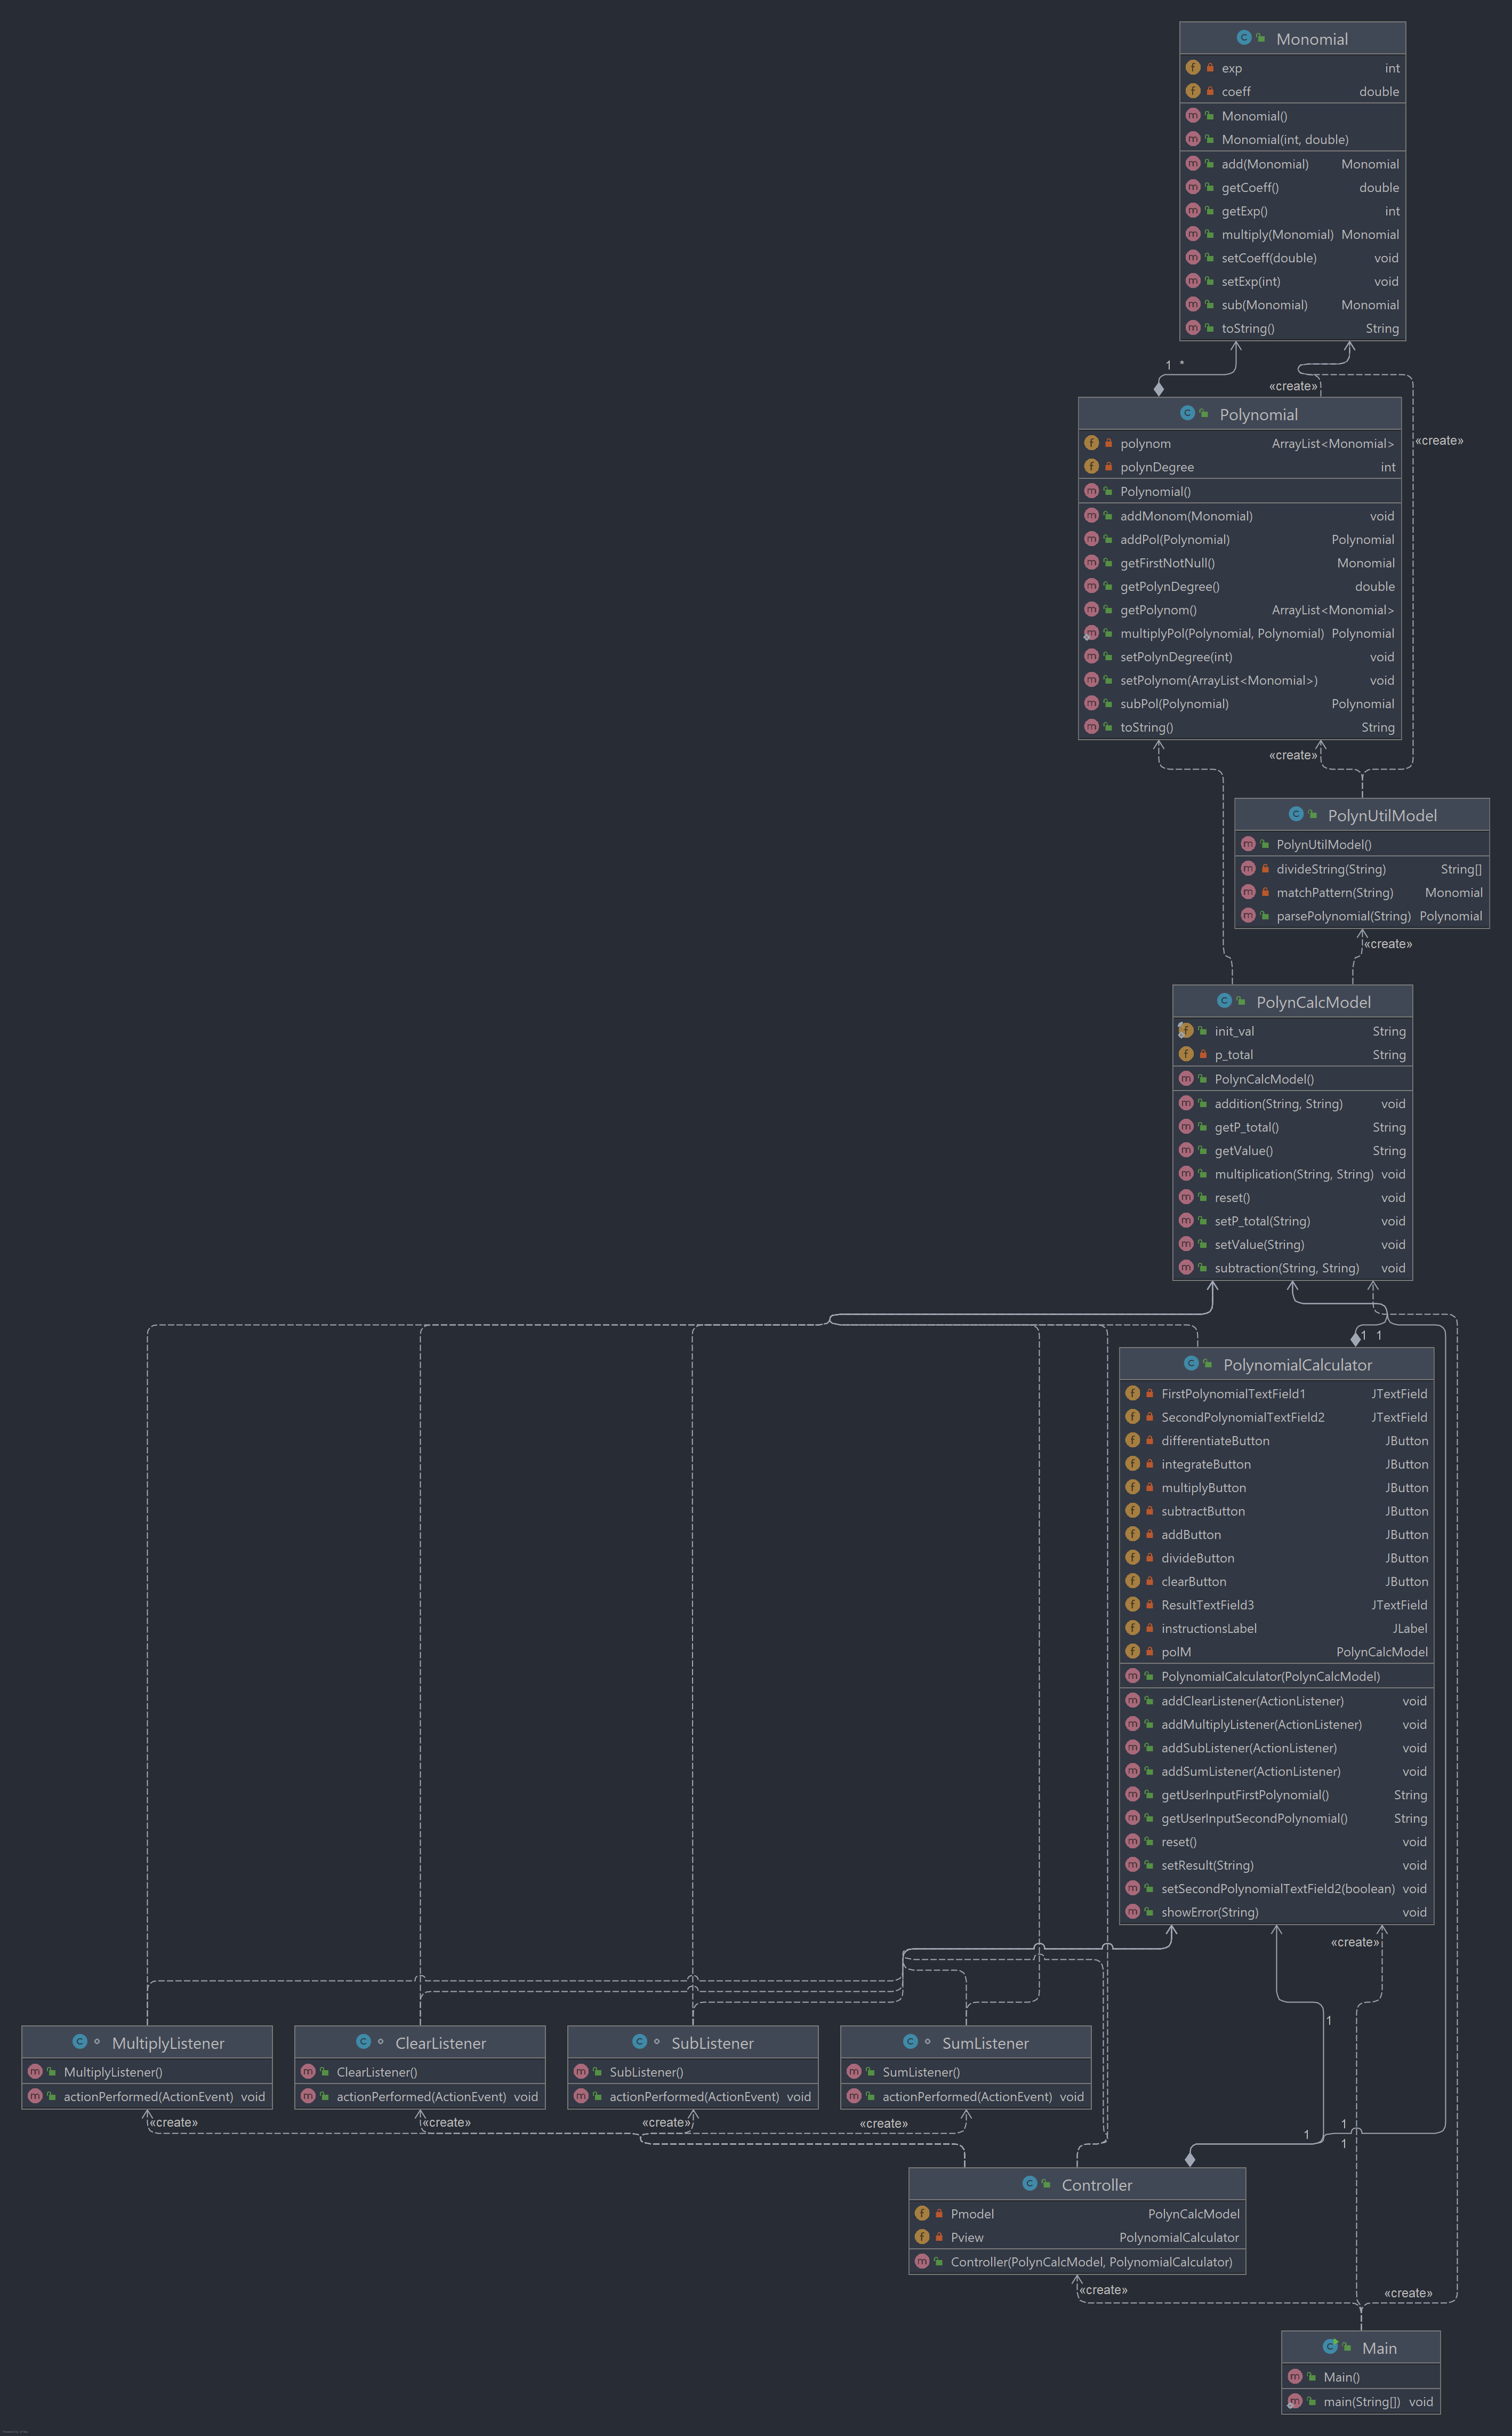 Monomial
exp int
coeff double
Monomial()
Monomial(int, double)
add(Monomial) Monomial
getCoeff() double
getExp() int
multiply(Monomial) Monomial
setCoeff(double) void
setExp(int) void
sub(Monomial) Monomial
toString() String
1 *
«create»
Polynomial
«create»
polynom ArrayList<Monomial>
polynDegree int
Polynomial()
addMonom(Monomial) void
addPol(Polynomial) Polynomial
getFirstNotNull() Monomial
getPolynDegree() double
getPolynom() ArrayList<Monomial>
multiplyPol(Polynomial, Polynomial) Polynomial
setPolynDegree(int) void
setPolynom(ArrayList<Monomial>) void
subPol(Polynomial) Polynomial
toString() String
«create»
PolynUtilModel
PolynUtilModel()
divideString(String) String[]
matchPattern(String) Monomial
parsePolynomial(String) Polynomial
«create»
PolynCalcModel
init_val String
p_total String
PolynCalcModel()
addition(String, String) void
getP_total() String
getValue() String
multiplication(String, String) void
reset() void
setP_total(String) void
setValue(String) void
subtraction(String, String) void
1 1
PolynomialCalculator
FirstPolynomialTextField1 JTextField
SecondPolynomialTextField2 JTextField
differentiateButton JButton
integrateButton JButton
multiplyButton JButton
subtractButton JButton
addButton JButton
divideButton JButton
clearButton JButton
ResultTextField3 JTextField
instructionsLabel JLabel
polM PolynCalcModel
PolynomialCalculator(PolynCalcModel)
addClearListener(ActionListener) void
addMultiplyListener(ActionListener) void
addSubListener(ActionListener) void
addSumListener(ActionListener) void
getUserInputFirstPolynomial() String
getUserInputSecondPolynomial() String
reset() void
setResult(String) void
setSecondPolynomialTextField2(boolean) void
showError(String) void
«create»
1
MultiplyListener
MultiplyListener()
actionPerformed(ActionEvent) void
ClearListener
ClearListener()
actionPerformed(ActionEvent) void
SubListener
SubListener()
actionPerformed(ActionEvent) void
SumListener
SumListener()
actionPerformed(ActionEvent) void
«create» «create» «create» «create»
1
1
1
Controller
Pmodel PolynCalcModel
Pview PolynomialCalculator
Controller(PolynCalcModel, PolynomialCalculator)
«create» «create»
Main
Main()
main(String[]) void